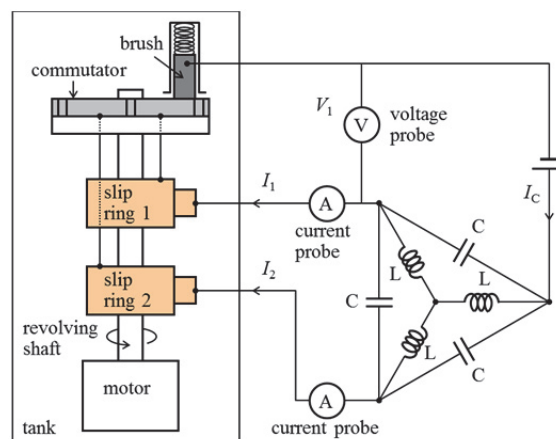 brush
commutator
V₁
voltage
probe
V
slip
ring 1
I₁
A
current
probe
I_C
C
L
L
C
slip
ring 2
I₂
L
C
revolving
shaft
motor
A
current probe
tank